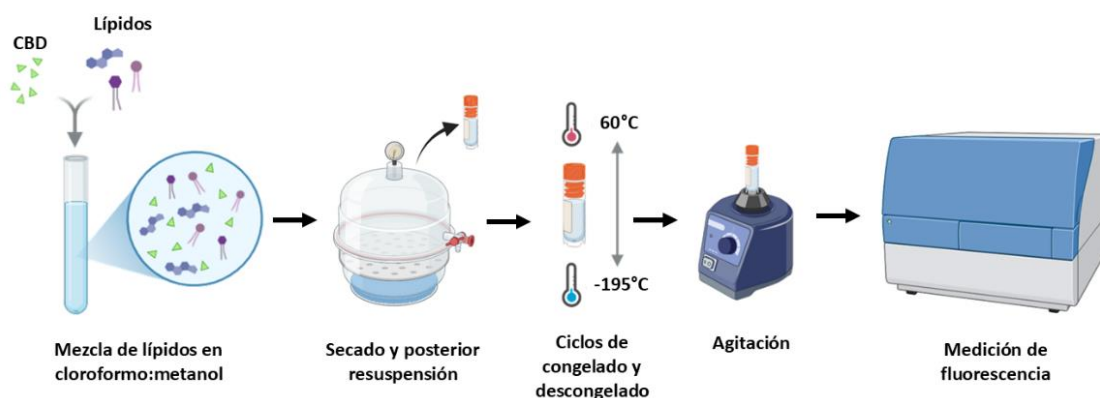 CBD
Lípidos
60°C
-195°C
Mezcla de lípidos en
cloroformo:metanol
Secado y posterior
resuspensión
Ciclos de
congelado y
descongelado
Agitación
Medición de
fluorescencia